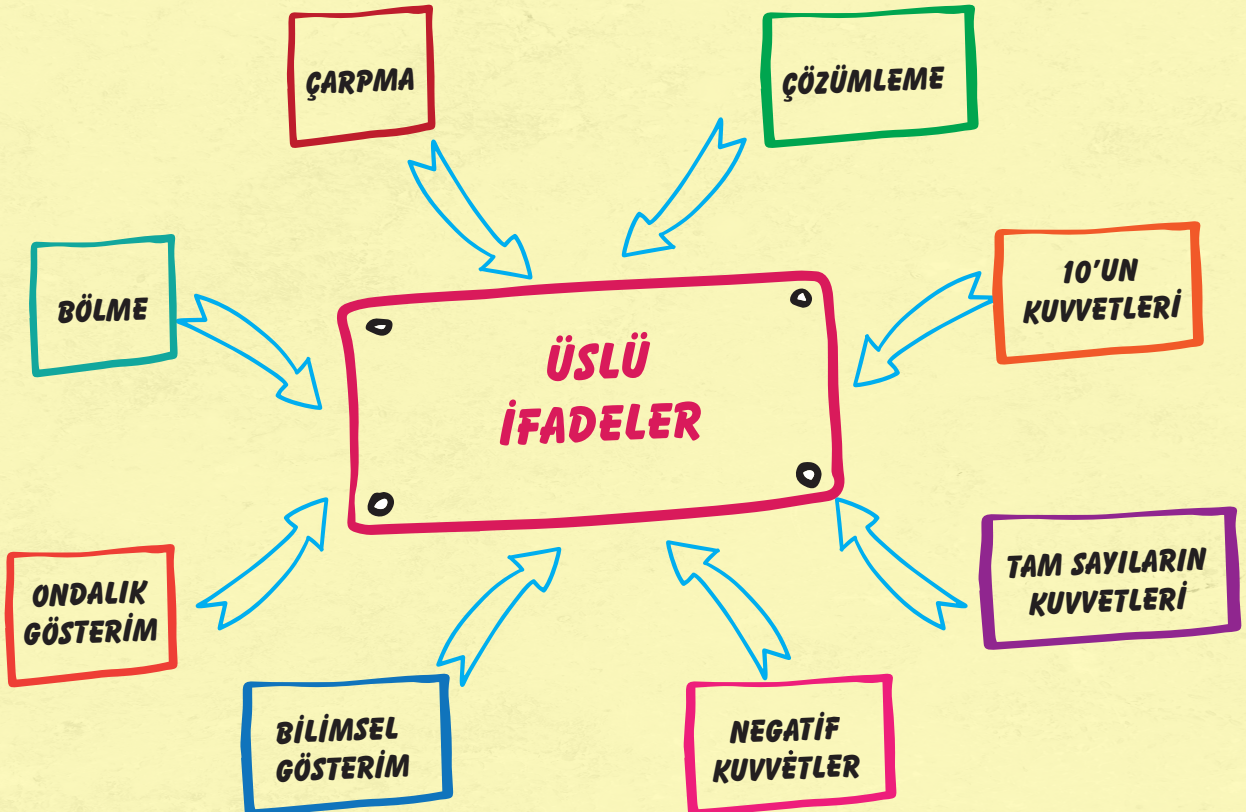 ÇARPMA
ÇÖZÜMLEME
BÖLME
10'UN
KUVVETLERİ
ÜSLÜ
İFADELER
ONDALIK
GÖSTERİM
TAM SAYILARIN
KUVVETLERİ
BİLİMSEL
GÖSTERİM
NEGATİF
KUVVETLER